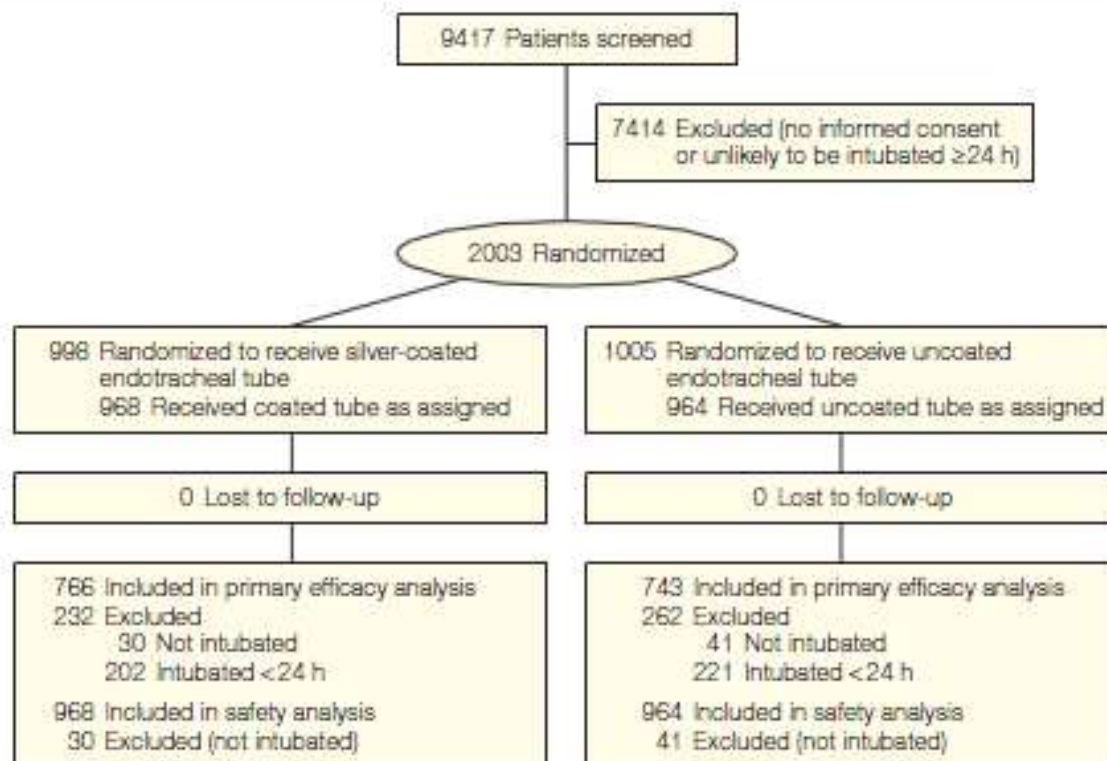 9417 Patients screened
7414 Excluded (no informed consent
or unlikely to be intubated ≥24 h)
2003 Randomized
998 Randomized to receive silver-coated
endotracheal tube
968 Received coated tube as assigned
1005 Randomized to receive uncoated
endotracheal tube
964 Received uncoated tube as assigned
0 Lost to follow-up
0 Lost to follow-up
766 Included in primary efficacy analysis
232 Excluded
30 Not intubated
202 Intubated <24 h
968 Included in safety analysis
30 Excluded (not intubated)
743 Included in primary efficacy analysis
262 Excluded
41 Not intubated
221 Intubated <24 h
964 Included in safety analysis
41 Excluded (not intubated)